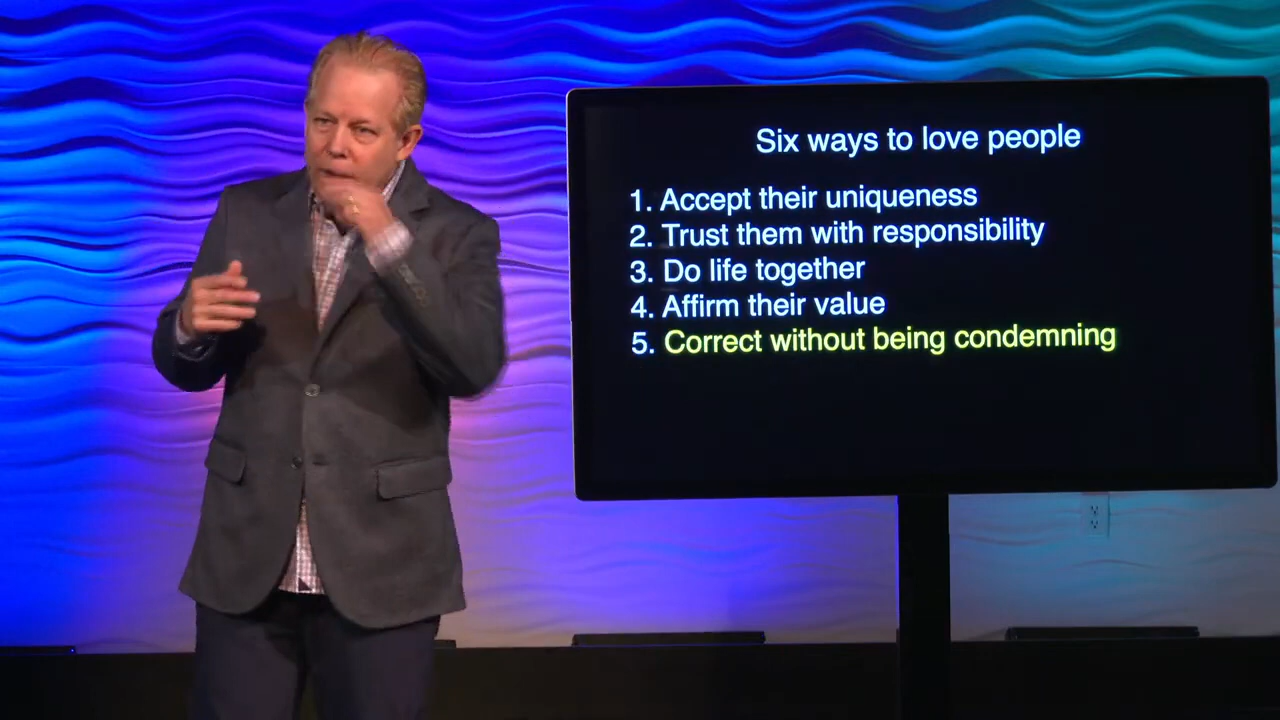 Six ways to love people
1. Accept their uniqueness
2. Trust them with responsibility
3. Do life together
4. Affirm their value
5. Correct without being condemning